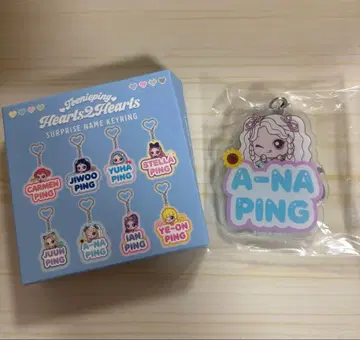 Teenieping
Hearts2Hearts
SURPRISE NAME KEYRING
CARMEN
PING
JIWOO
PING
YUHA
PING
STELLA
PING
JUUN
PING
A-NA
PING
IAN
PING
YE-ON
PING
A-NA
PING